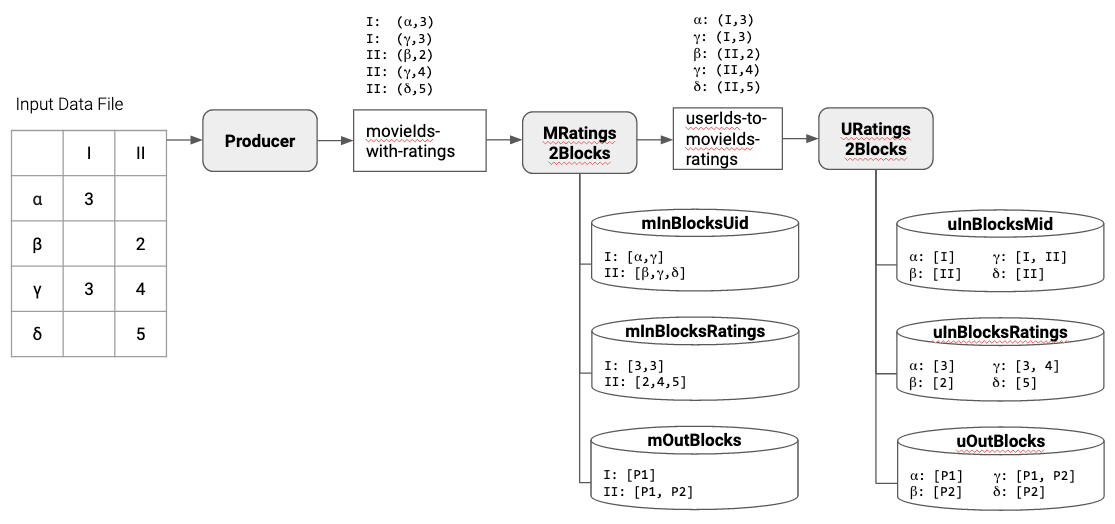 I: (α,3)
I: (γ,3)
II: (β,2)
II: (γ,4)
II: (δ,5)
α: (I,3)
γ: (I,3)
β: (II,2)
γ: (II,4)
δ: (II,5)
Input Data File
I II
α 3
β 2
γ 3 4
δ 5
Producer
movieIds-
with-ratings
MRatings
2Blocks
userIds-to-
movieIds-
ratings
URatings
2Blocks
mInBlocksUid
I: [α,γ]
II: [β,γ,δ]
mInBlocksRatings
I: [3,3]
II: [2,4,5]
mOutBlocks
I: [P1]
II: [P1, P2]
uInBlocksMid
α: [I] γ: [I, II]
β: [II] δ: [II]
uInBlocksRatings
α: [3] γ: [3, 4]
β: [2] δ: [5]
uOutBlocks
α: [P1] γ: [P1, P2]
β: [P2] δ: [P2]